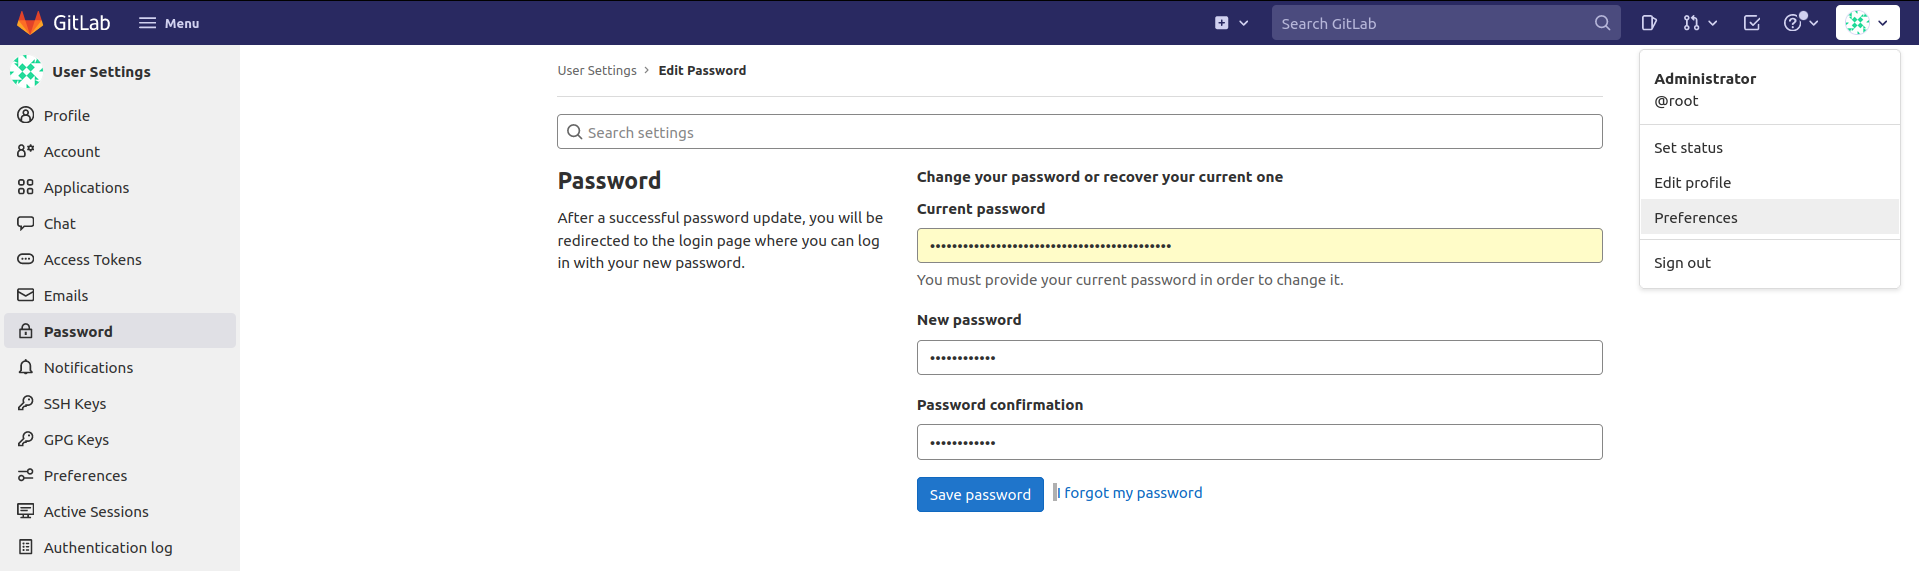 GitLab
Menu
Search GitLab
User Settings
Profile
Account
Applications
Chat
Access Tokens
Emails
Password
Notifications
SSH Keys
GPG Keys
Preferences
Active Sessions
Authentication log
User Settings › Edit Password
Search settings
Password
After a successful password update, you will be
redirected to the login page where you can log
in with your new password.
Change your password or recover your current one
Current password
You must provide your current password in order to change it.
New password
Password confirmation
Save password
I forgot my password
Administrator
@root
Set status
Edit profile
Preferences
Sign out